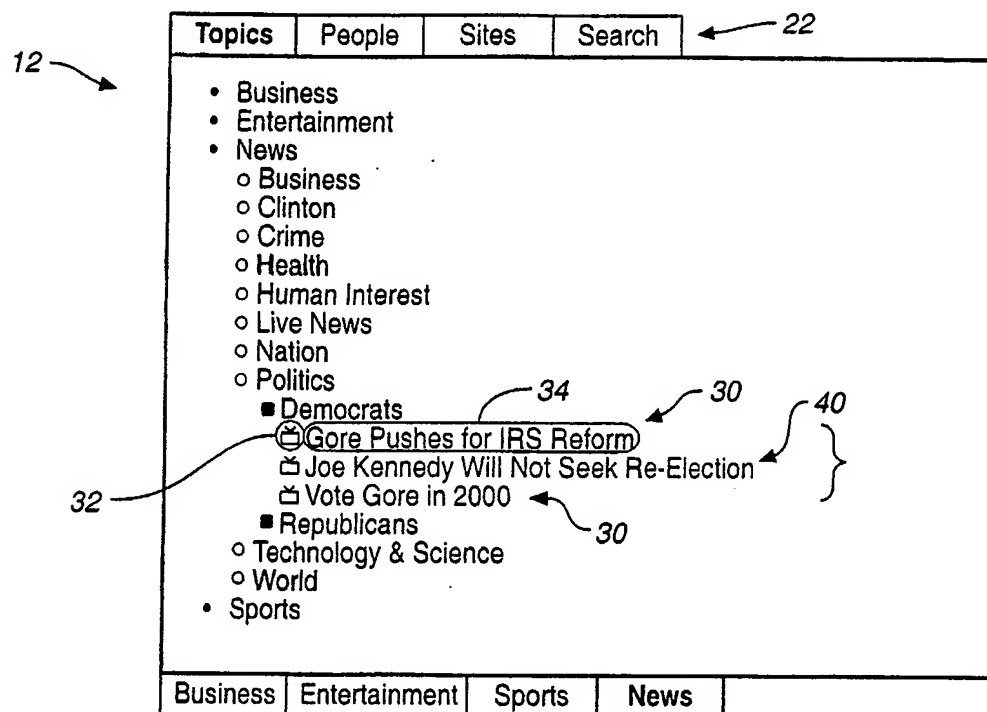 Topics People Sites Search 22
12
• Business
• Entertainment
• News
○ Business
○ Clinton
○ Crime
○ Health
○ Human Interest
○ Live News
○ Nation
○ Politics
34 30
■ Democrats 40
Gore Pushes for IRS Reform
Joe Kennedy Will Not Seek Re-Election
32 Vote Gore in 2000
■ Republicans 30
○ Technology & Science
○ World
• Sports
Business Entertainment Sports News